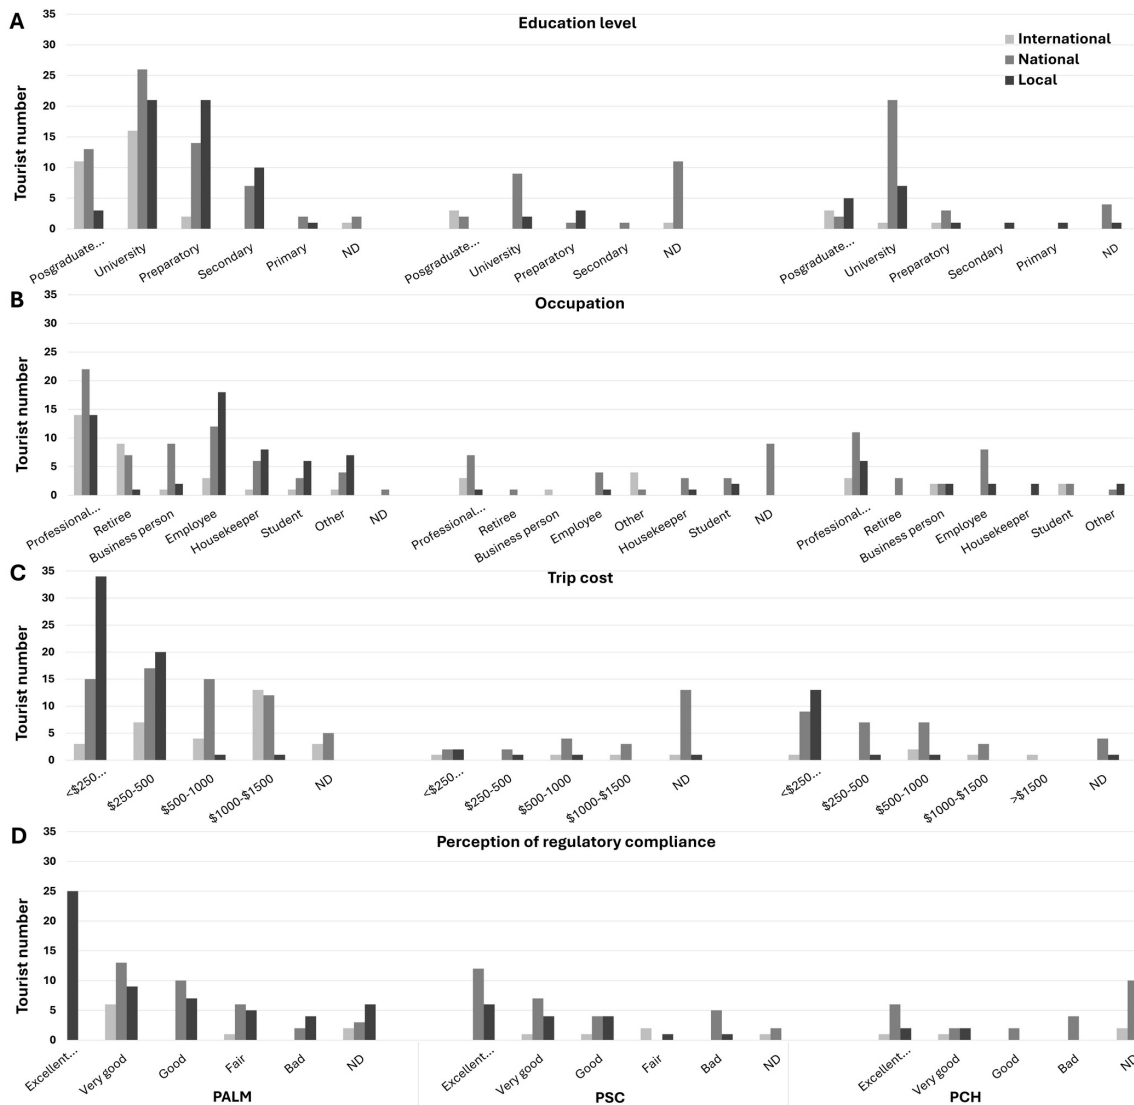 A
Education level
International
National
Local
Tourist number
35
30
25
20
15
10
5
0
Posgraduate... University Preparatory Secondary Primary ND Posgraduate... University Preparatory Secondary ND Posgraduate... University Preparatory Secondary Primary ND
B
Occupation
Tourist number
35
30
25
20
15
10
5
0
Professional... Retiree Business person Employee Housekeeper Student Other ND Professional... Retiree Business person Employee Other Housekeeper Student ND Professional... Retiree Business person Employee Housekeeper Student Other
C
Trip cost
Tourist number
35
30
25
20
15
10
5
0
<$250... $250-500 $500-1000 $1000-$1500 ND <$250... $250-500 $500-1000 $1000-$1500 ND <$250... $250-500 $500-1000 $1000-$1500 >$1500 ND
D
Perception of regulatory compliance
Tourist number
35
30
25
20
15
10
5
0
Excellent... Very good Good Fair Bad ND Excellent... Very good Good Fair Bad ND Excellent... Very good Good Bad ND
PALM PSC PCH